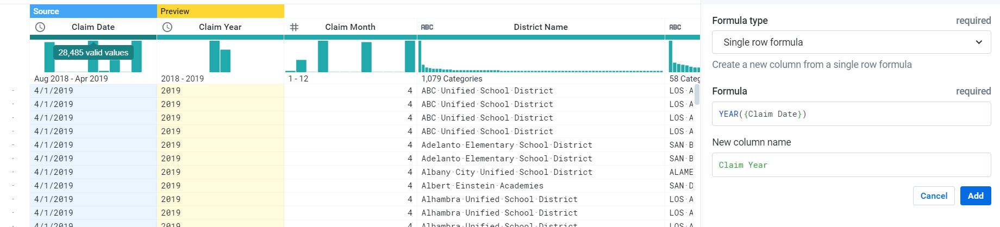 Source Preview
Claim Date Claim Year # Claim Month ABC District Name ABC
28,485 valid values
Aug 2018 - Apr 2019 2018 - 2019 1 - 12 1,079 Categories 58 Categ
4/1/2019 2019 4 ABC·Unified·School·District LOS·A
4/1/2019 2019 4 ABC·Unified·School·District LOS·A
4/1/2019 2019 4 ABC·Unified·School·District LOS·A
4/1/2019 2019 4 ABC·Unified·School·District LOS·A
4/1/2019 2019 4 Adelanto·Elementary·School·District SAN·B
4/1/2019 2019 4 Adelanto·Elementary·School·District SAN·B
4/1/2019 2019 4 Albany·City·Unified·School·District ALAME
4/1/2019 2019 4 Albert·Einstein·Academies SAN·D
4/1/2019 2019 4 Alhambra·Unified·School·District LOS·A
4/1/2019 2019 4 Alhambra·Unified·School·District LOS·A
4/1/2019 2019 4 Alhambra·Unified·School·District LOS·A
Formula type required
Single row formula
Create a new column from a single row formula
Formula required
YEAR({Claim Date})
New column name
Claim Year
Cancel Add